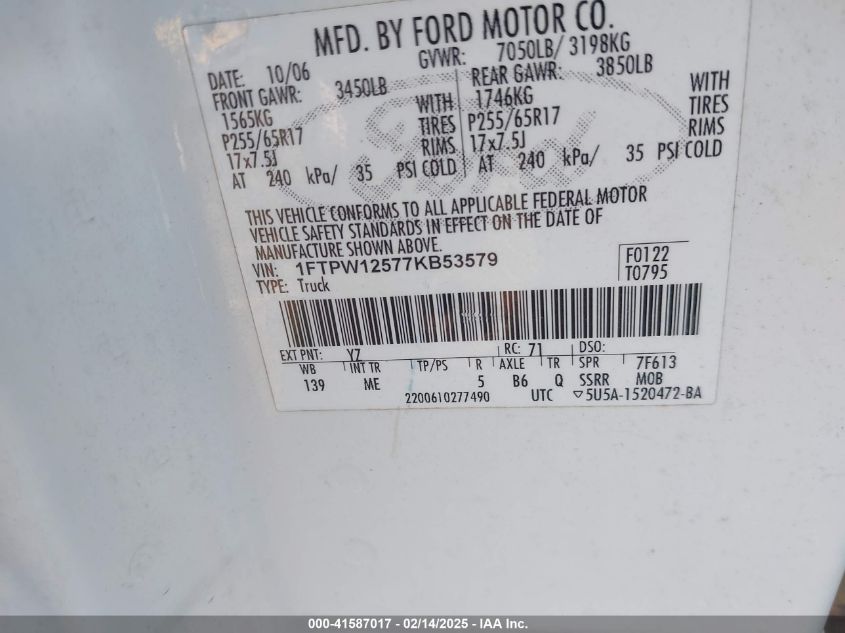 MFD. BY FORD MOTOR CO.
DATE: 10/06 GVWR: 7050LB/ 3198KG
FRONT GAWR: 3450LB REAR GAWR: 3850LB
1565KG WITH 1746KG WITH
P255/65R17 TIRES P255/65R17 TIRES
17x7.5J RIMS 17x7.5J RIMS
AT 240 kPa/ 35 PSI COLD AT 240 kPa/ 35 PSI COLD
THIS VEHICLE CONFORMS TO ALL APPLICABLE FEDERAL MOTOR
VEHICLE SAFETY STANDARDS IN EFFECT ON THE DATE OF
MANUFACTURE SHOWN ABOVE.
VIN: 1FTPW12577KB53579 F0122
TYPE: Truck T0795
EXT PNT: YZ RC: 71 DSO:
WB INT TR TP/PS R AXLE TR SPR 7F613
139 ME 5 B6 Q SSRR MOB
2200610277490 UTC ▽5U5A-1520472-BA
Ford
000-41587017 - 02/14/2025 - IAA Inc.